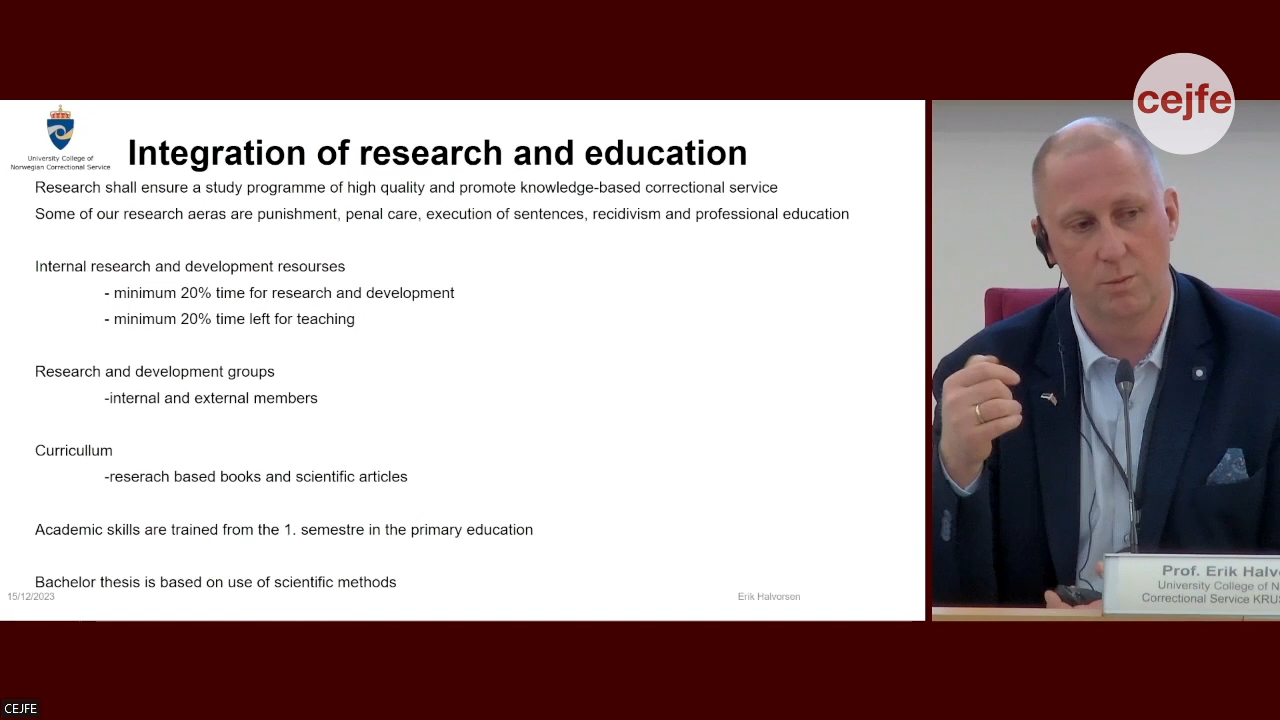 cejfe
University College of
Norwegian Correctional Service
Integration of research and education
Research shall ensure a study programme of high quality and promote knowledge-based correctional service
Some of our research aeras are punishment, penal care, execution of sentences, recidivism and professional education
Internal research and development resourses
- minimum 20% time for research and development
- minimum 20% time left for teaching
Research and development groups
-internal and external members
Curricullum
-reserach based books and scientific articles
Academic skills are trained from the 1. semestre in the primary education
Bachelor thesis is based on use of scientific methods
15/12/2023
Erik Halvorsen
Prof. Erik Halv
University College of N
Correctional Service KRUS
CEJFE